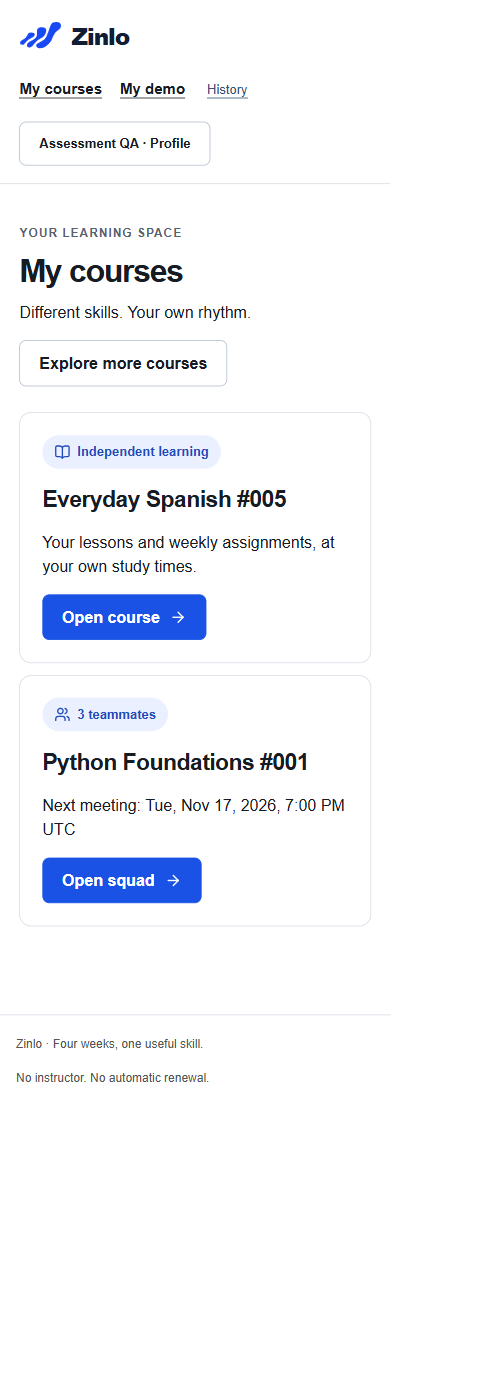 Zinlo
My courses My demo History
Assessment QA · Profile
YOUR LEARNING SPACE
My courses
Different skills. Your own rhythm.
Explore more courses
Independent learning
Everyday Spanish #005
Your lessons and weekly assignments, at
your own study times.
Open course →
3 teammates
Python Foundations #001
Next meeting: Tue, Nov 17, 2026, 7:00 PM
UTC
Open squad →
Zinlo · Four weeks, one useful skill.
No instructor. No automatic renewal.